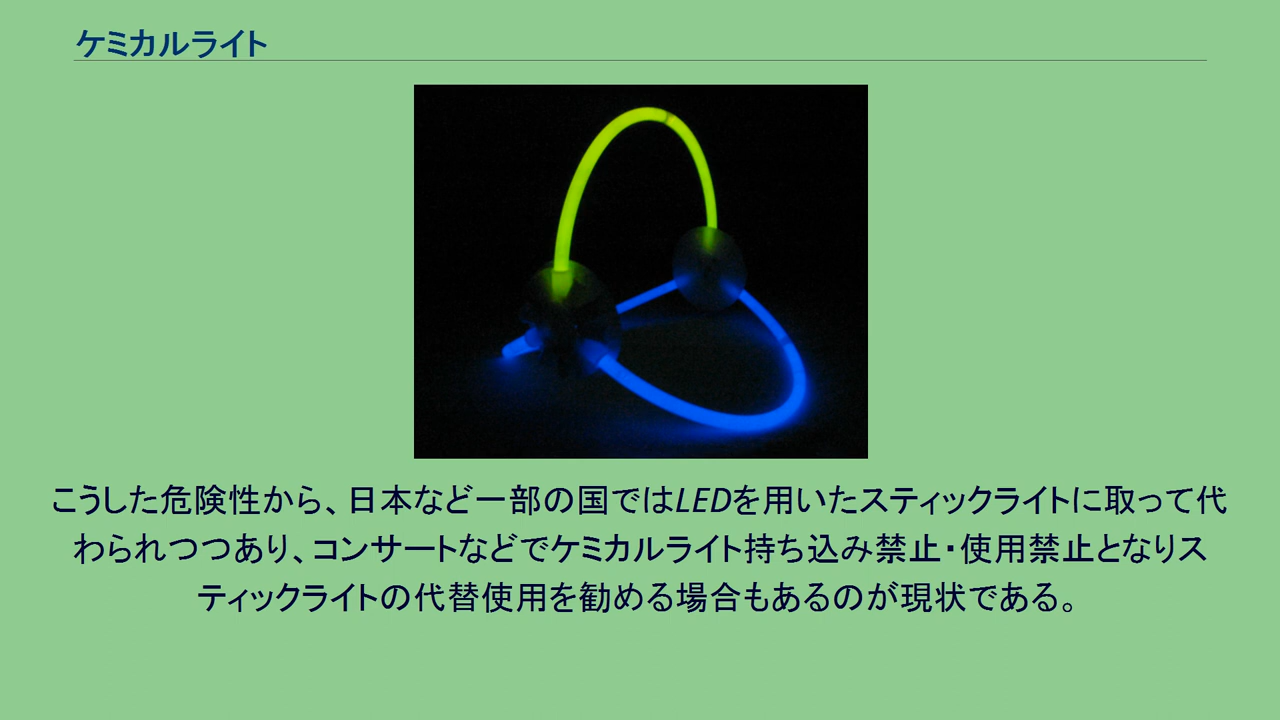 ケミカルライト
こうした危険性から、日本など一部の国ではLEDを用いたスティックライトに取って代
わられつつあり、コンサートなどでケミカルライト持ち込み禁止・使用禁止となりス
ティックライトの代替使用を勧める場合もあるのが現状である。